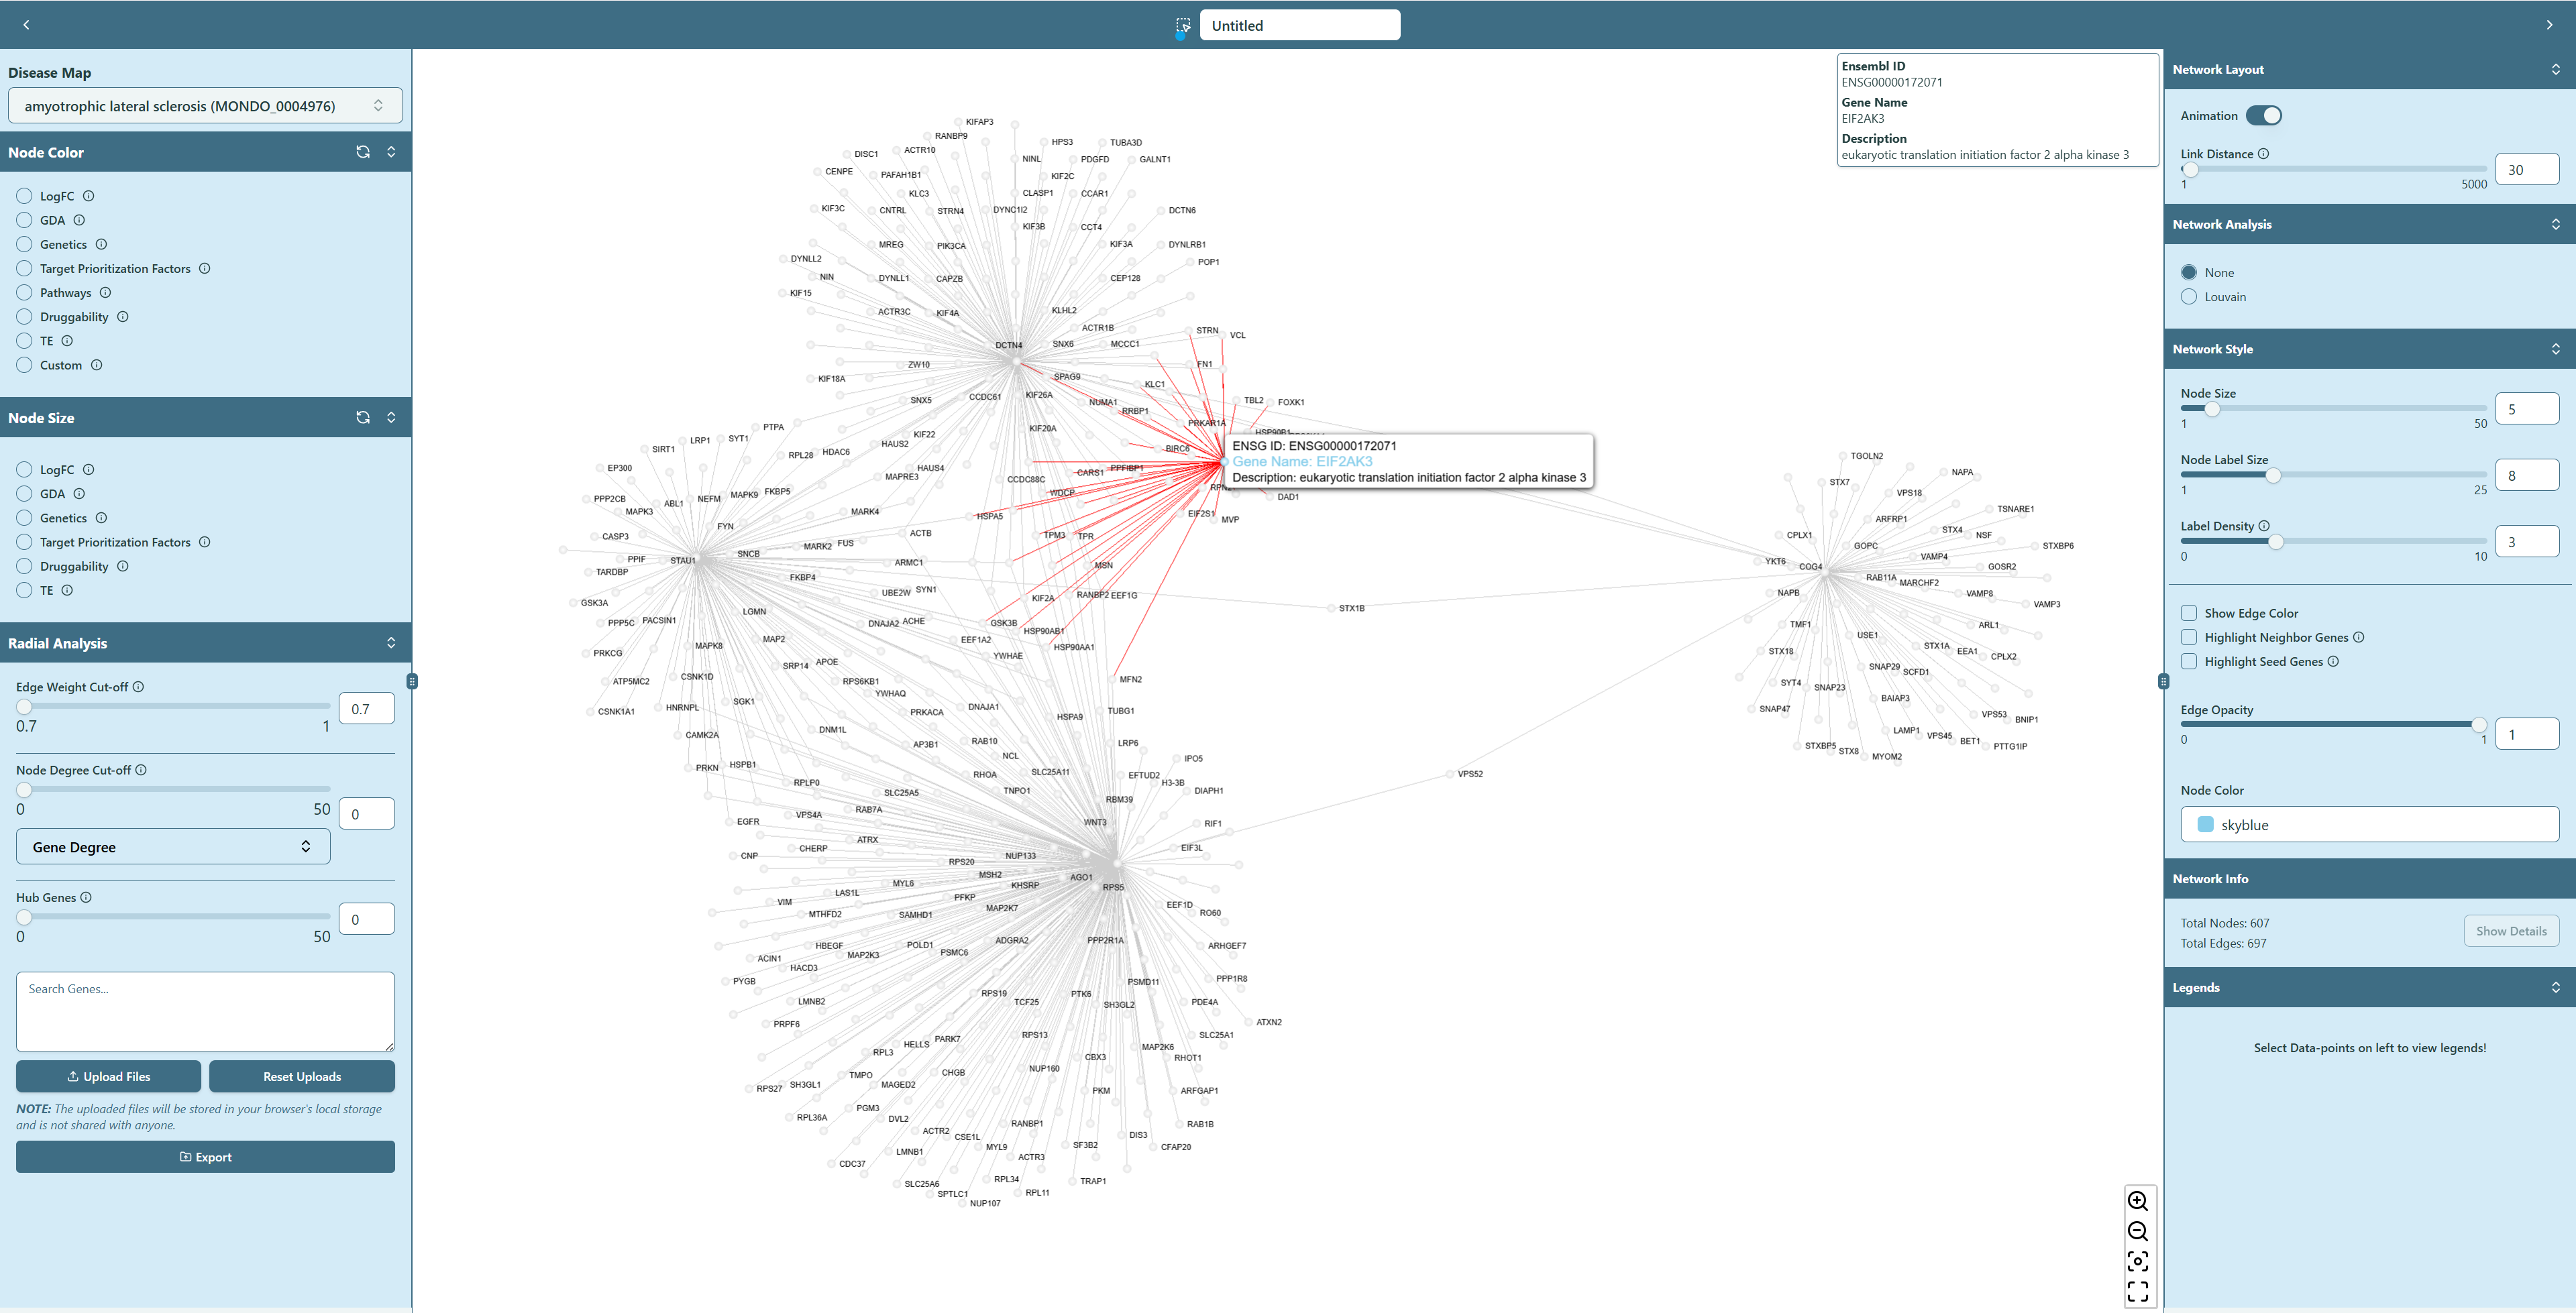 Untitled
Disease Map
amyotrophic lateral sclerosis (MONDO_0004976)
Node Color
LogFC
GDA
Genetics
Target Prioritization Factors
Pathways
Druggability
TE
Custom
Node Size
LogFC
GDA
Genetics
Target Prioritization Factors
Druggability
TE
Radial Analysis
Edge Weight Cut-off
0.7
0.7 1
Node Degree Cut-off
0 50
0
Gene Degree
Hub Genes
0
0 50
Search Genes...
Upload Files
Reset Uploads
NOTE: The uploaded files will be stored in your browser's local storage
and is not shared with anyone.
Export
Ensembl ID
ENSG00000172071
Gene Name
EIF2AK3
Description
eukaryotic translation initiation factor 2 alpha kinase 3
KIFAP3
RANBP9
HPS3
TUBA3D
DISC1
ACTR10
NINL
PDGFD
GALNT1
CENPE
PAFAH1B1
KIF2C
KLC3
CLASP1
CCAR1
KIF3C
CNTRL
STRN4
DYNC1I2
DCTN6
KIF3B
CCT4
MREG
PIK3CA
KIF3A
DYNLRB1
DYNLL2
POP1
NIN
DYNLL1
CAPZB
CEP128
KIF15
ACTR3C
KIF4A
KLHL2
ACTR1B
STRN
VCL
DCTN4
SNX6
MCCC1
ZW10
FN1
KIF18A
SPAG9
KLC1
SNX5
CCDC61
KIF26A
NUMA1
RRBP1
TBL2
FOXK1
PRKAR1A
HSP90B1
PTPA
KIF22
KIF20A
LRP1
SYT1
SIRT1
HAUS2
BIRC6
RPL28
HDAC6
ENSG ID: ENSG00000172071
Gene Name: EIF2AK3
Description: eukaryotic translation initiation factor 2 alpha kinase 3
EP300
HAUS4
MAPRE3
CCDC88C
CARS1
PPFIBP1
WDCP
DAD1
PPP2CB
ABL1
NEFM
MAPK9
FKBP5
MAPK3
MARK4
HSPA5
EIF2S1
MVP
FYN
CASP3
ACTB
TPM3
TPR
PPIF
STAU1
SNCB
MARK2
FUS
ARMC1
MSN
TARDBP
FKBP4
UBE2W
SYN1
KIF2A
RANBP2
EEF1G
GSK3A
LGMN
STX1B
PPP5C
PACSIN1
DNAJA2
ACHE
GSK3B
HSP90AB1
MAP2
EEF1A2
HSP90AA1
PRKCG
MAPK8
SRP14
APOE
YWHAE
ATP5MC2
CSNK1D
RPS6KB1
YWHAQ
MFN2
CSNK1A1
HNRNPL
SGK1
PRKACA
DNAJA1
HSPA9
TUBG1
CAMK2A
DNM1L
AP3B1
RAB10
LRP6
PRKN
HSPB1
NCL
IPO5
RPLP0
RHOA
SLC25A11
EFTUD2
H3-3B
SLC25A5
TNPO1
RBM39
DIAPH1
VPS52
EGFR
VPS4A
RAB7A
WNT3
RIF1
CNP
CHERP
ATRX
NUP133
EIF3L
RPS20
MSH2
AGO1
RPS5
LAS1L
MYL6
KHSRP
VIM
PFKP
MTHFD2
SAMHD1
MAP2K7
EEF1D
RO60
HBEGF
POLD1
ADGRA2
PPP2R1A
ARHGEF7
ACIN1
MAP2K3
PSMC6
HACD3
PYGB
PSMD11
PPP1R8
LMNB2
RPS19
TCF25
PTK6
SH3GL2
PDE4A
PRPF6
ATXN2
RPS13
SLC25A1
HELLS
PARK7
MAP2K6
RPL3
CBX3
RHOT1
TMPO
CHGB
NUP160
RPS27
SH3GL1
MAGED2
PKM
ARFGAP1
PGM3
RPL36A
DVL2
RANBP1
RAB1B
ACTR2
CSE1L
DIS3
LMNB1
MYL9
SF3B2
CFAP20
CDC37
ACTR3
SLC25A6
RPL34
TRAP1
SPTLC1
RPL11
NUP107
TGOLN2
NAPA
STX7
VPS18
TSNARE1
ARFRP1
STX4
NSF
CPLX1
GOPC
STXBP6
YKT6
COG4
VAMP4
GOSR2
RAB11A
MARCHF2
NAPB
VAMP8
VAMP3
TMF1
ARL1
USE1
STX18
STX1A
EEA1
CPLX2
SNAP29
SCFD1
SYT4
SNAP23
BAIAP3
SNAP47
VPS53
BNIP1
LAMP1
VPS45
BET1
STXBP5
STX8
PTTG1IP
MYOM2
Network Layout
Animation
Link Distance
30
1 5000
Network Analysis
None
Louvain
Network Style
Node Size
5
1 50
Node Label Size
8
1 25
Label Density
3
0 10
Show Edge Color
Highlight Neighbor Genes
Highlight Seed Genes
Edge Opacity
1
0 1
Node Color
skyblue
Network Info
Total Nodes: 607
Total Edges: 697
Show Details
Legends
Select Data-points on left to view legends!